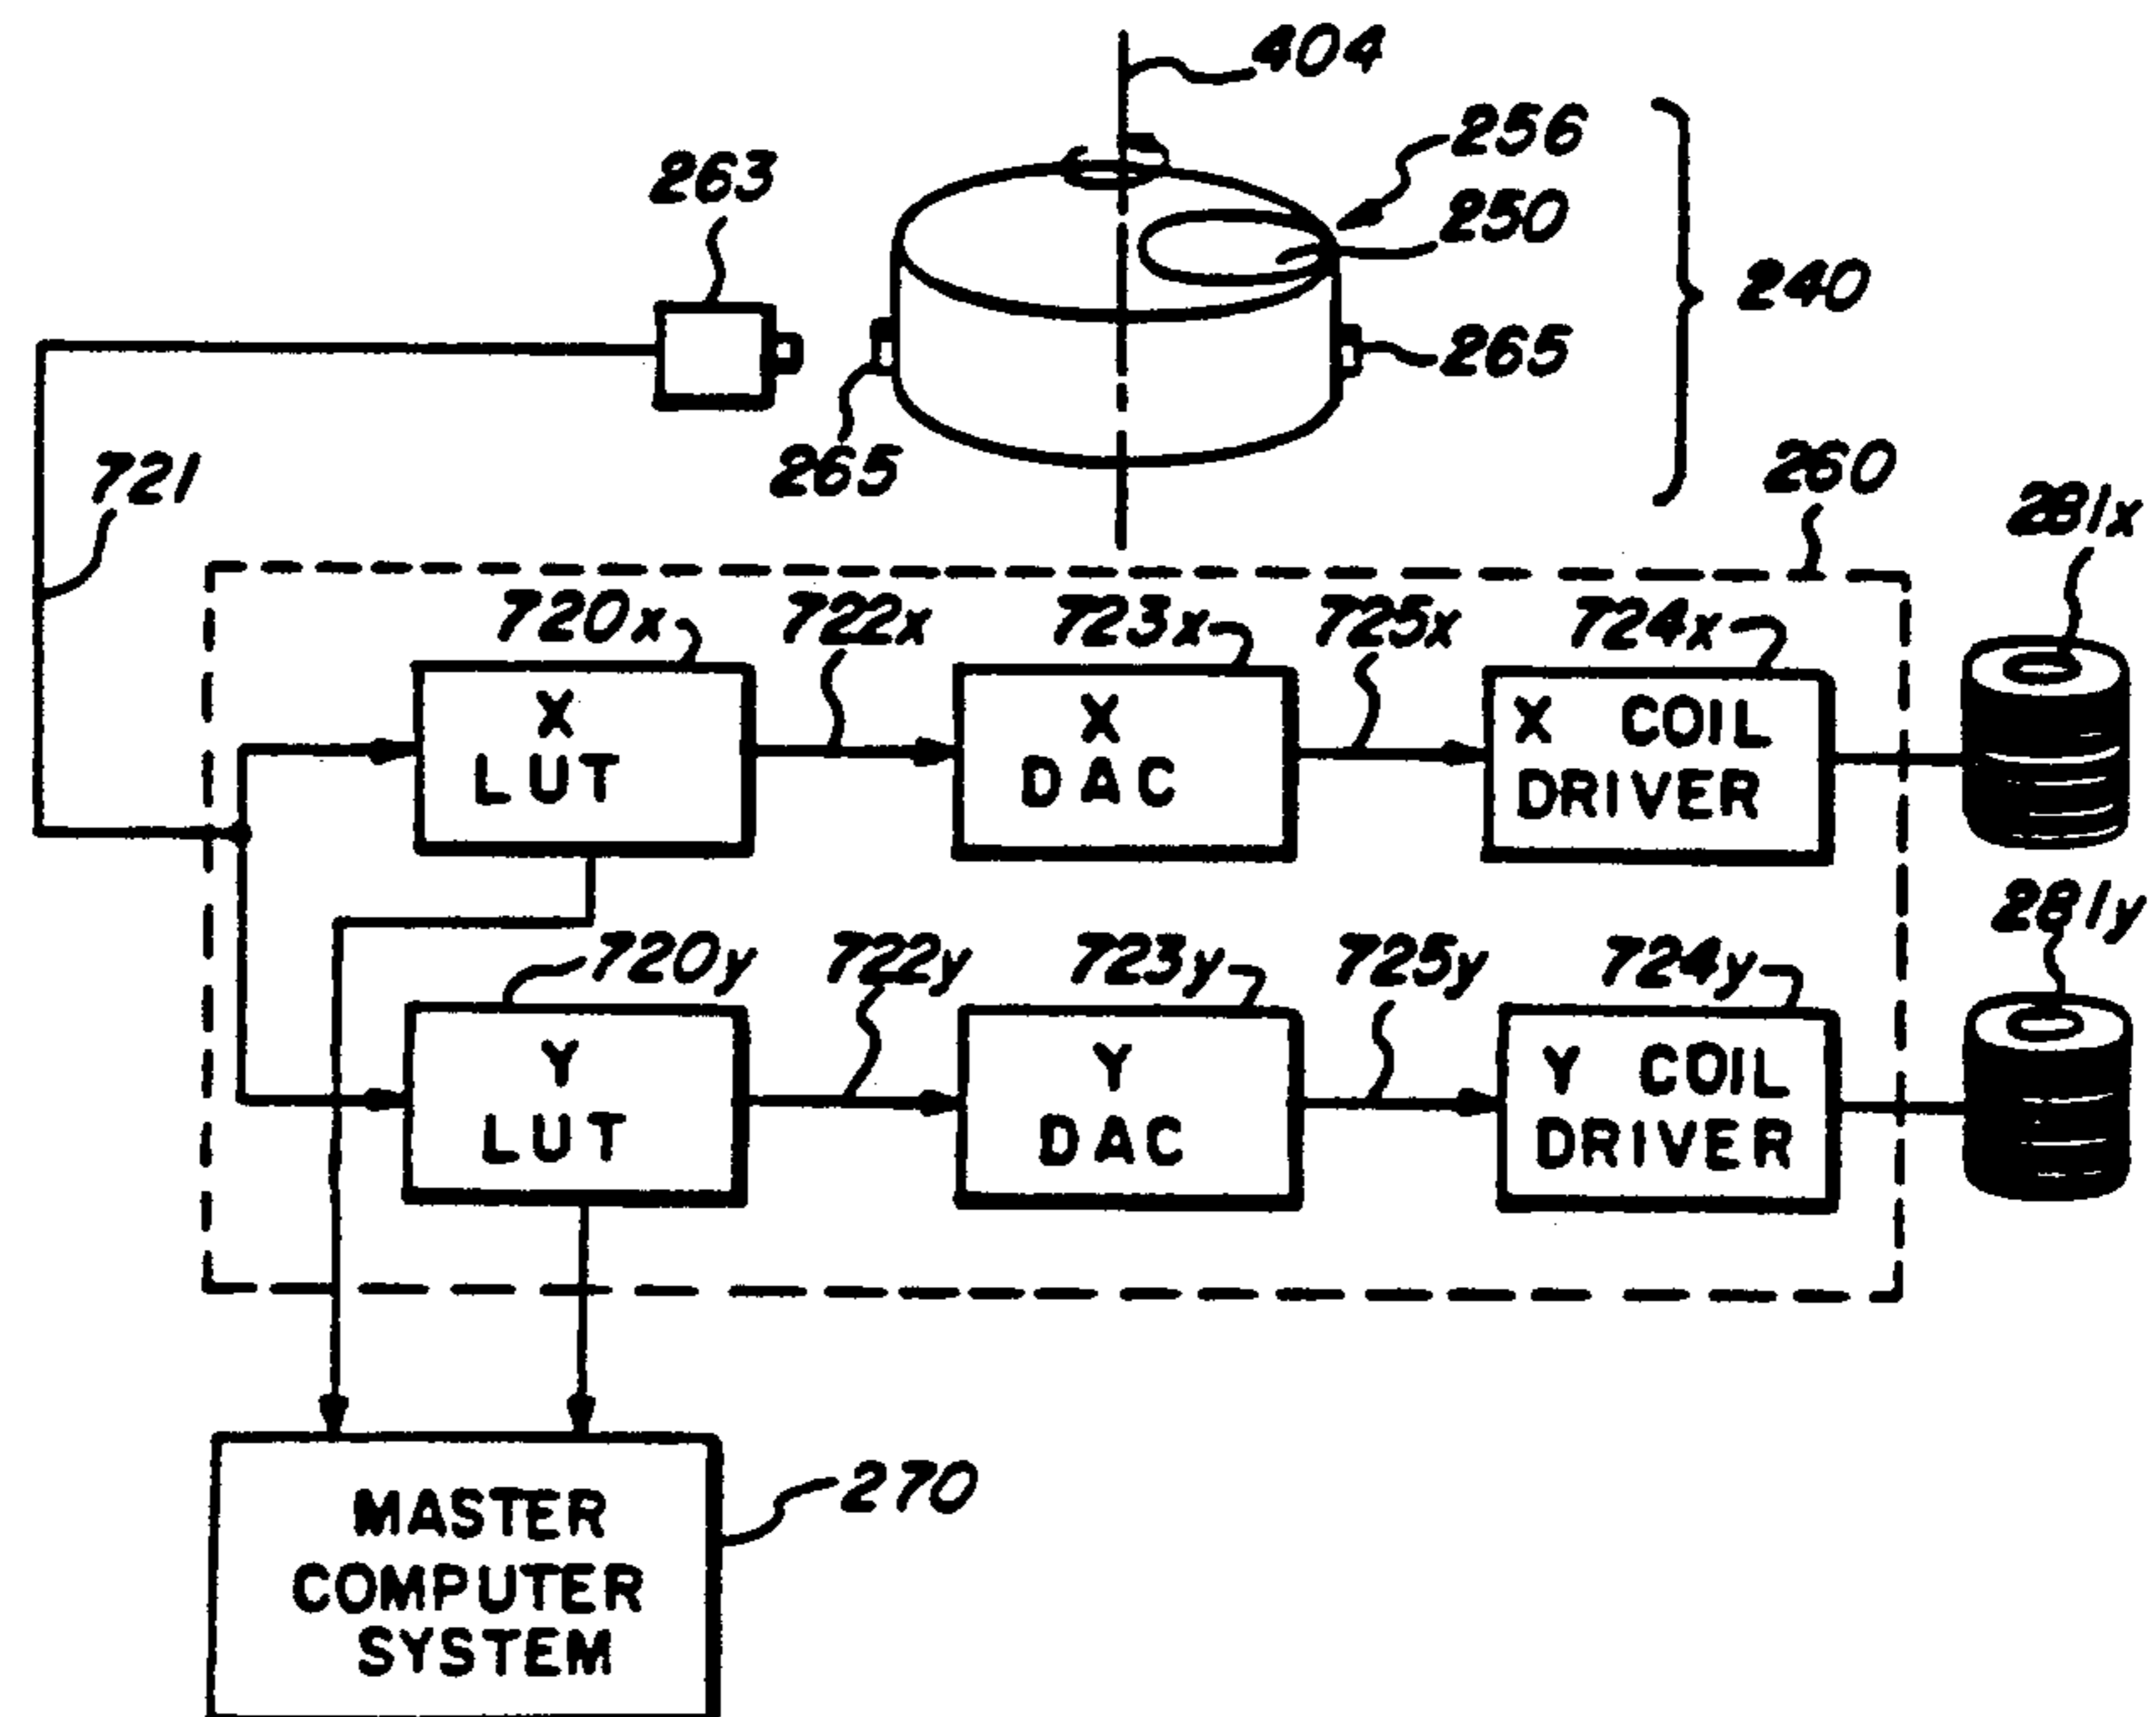 404
256
263
250
240
265
265
721
260
281x
720x
722x
723x
725x
724x
X
LUT
X
DAC
X COIL
DRIVER
281y
720y
722y
723y
725y
724y
Y
LUT
Y
DAC
Y COIL
DRIVER
270
MASTER
COMPUTER
SYSTEM